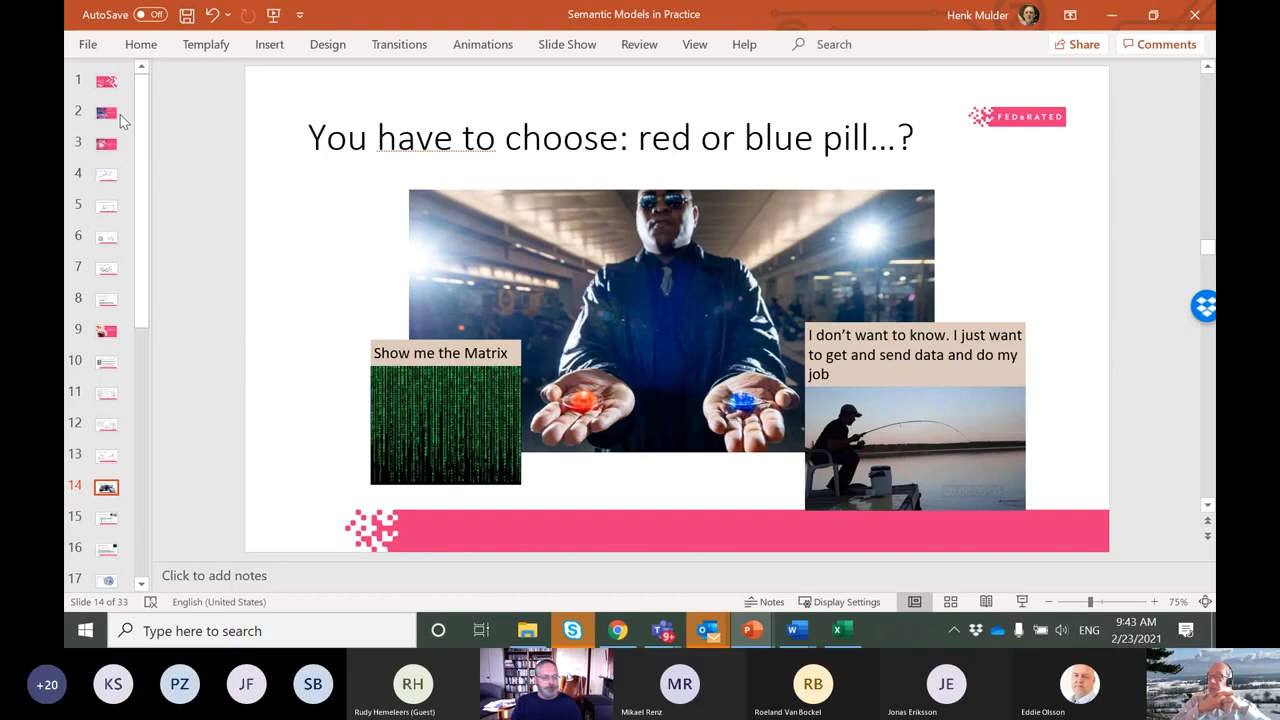 AutoSave Off
Semantic Models in Practice
Henk Mulder
File Home Templafy Insert Design Transitions Animations Slide Show Review View Help Search Share Comments
1
2
3
4
5
6
7
8
9
10
11
12
13
14
15
16
17
FEDeRATED
You have to choose: red or blue pill...?
Show me the Matrix
I don't want to know. I just want
to get and send data and do my
job
00:00:05:00
Click to add notes
Slide 14 of 33 English (United States) Notes Display Settings 75%
Type here to search
9+
ENG
9:43 AM
2/23/2021
+20 KS PZ JF SB RH MR RB JE
Rudy Hemeleers (Guest)
Mikael Renz
Roeland Van Bockel
Jonas Eriksson
Eddie Olsson